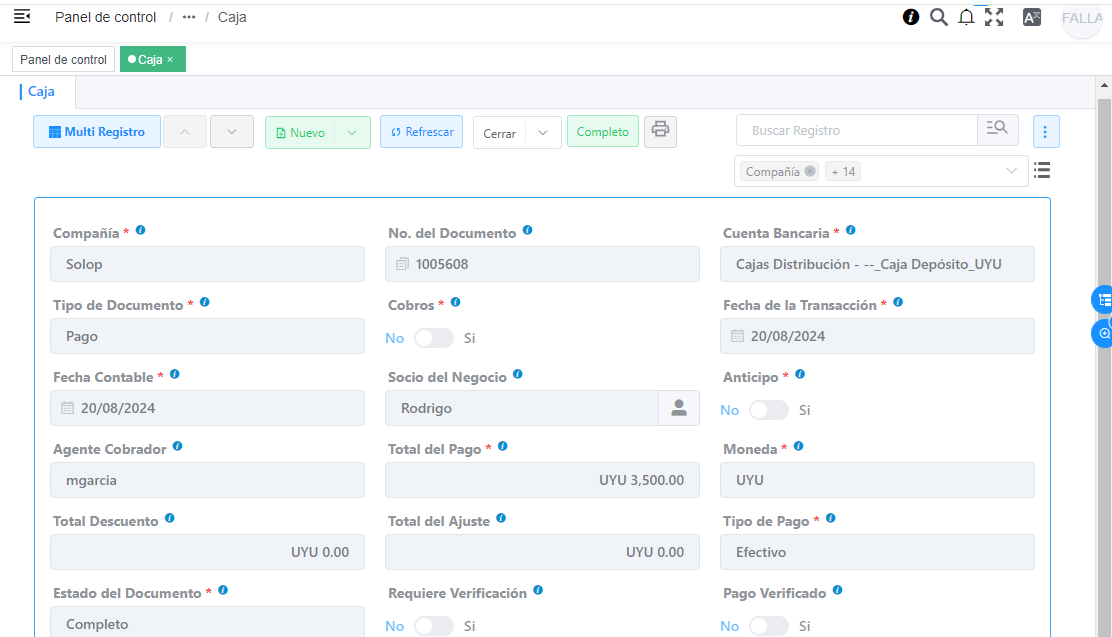 Panel de control / ••• / Caja
FALLA
Panel de control
Caja ×
Caja
Multi Registro
Nuevo
Refrescar
Cerrar
Completo
Buscar Registro
Compañía
+ 14
Compañía *
No. del Documento
Cuenta Bancaria *
Solop
1005608
Cajas Distribución - --_Caja Depósito_UYU
Tipo de Documento *
Cobros *
Fecha de la Transacción *
Pago
No Si
20/08/2024
Fecha Contable *
Socio del Negocio
Anticipo *
20/08/2024
Rodrigo
No Si
Agente Cobrador
Total del Pago *
Moneda *
mgarcia
UYU 3,500.00
UYU
Total Descuento
Total del Ajuste
Tipo de Pago *
UYU 0.00
UYU 0.00
Efectivo
Estado del Documento *
Requiere Verificación
Pago Verificado
Completo
No Si
No Si